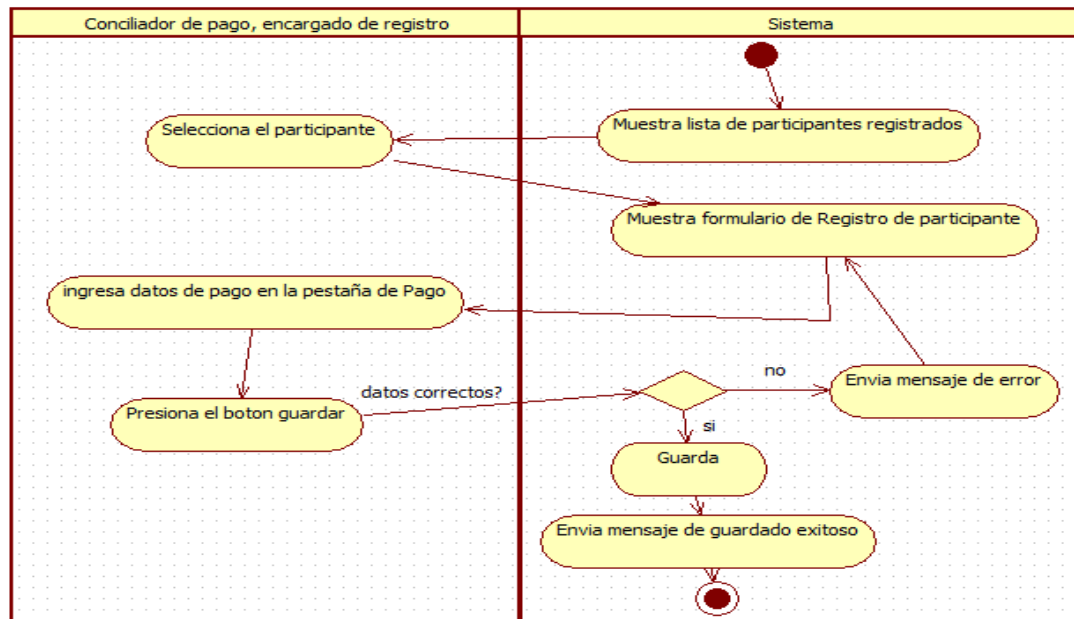 Conciliador de pago, encargado de registro
Sistema
Muestra lista de participantes registrados
Selecciona el participante
Muestra formulario de Registro de participante
ingresa datos de pago en la pestaña de Pago
Presiona el boton guardar
datos correctos?
no
Envia mensaje de error
si
Guarda
Envia mensaje de guardado exitoso